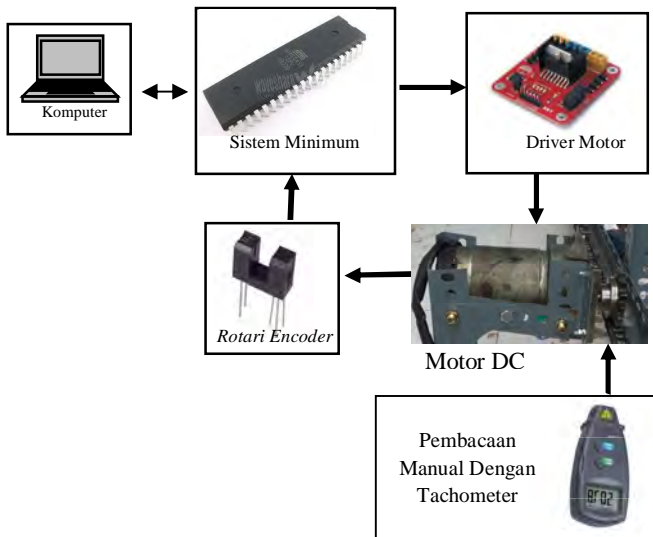 Komputer
Sistem Minimum
Driver Motor
Rotari Encoder
Motor DC
Pembacaan
Manual Dengan
Tachometer